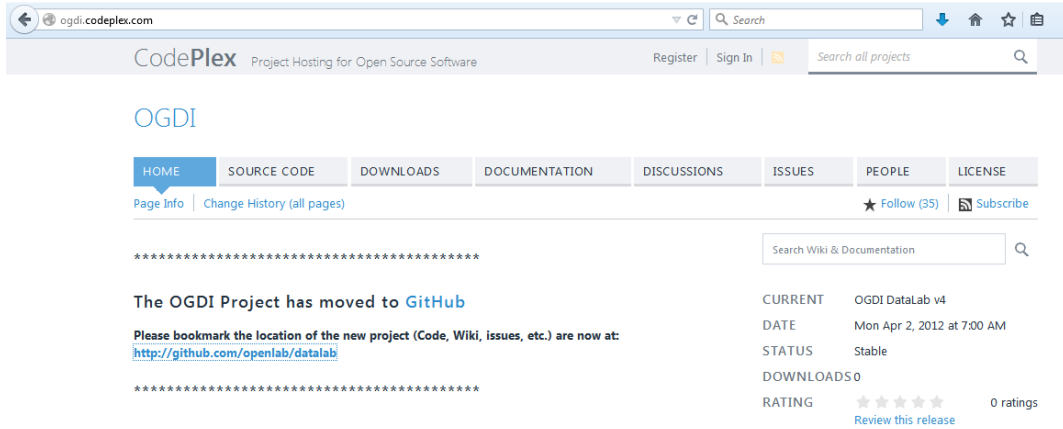 ogdi.codeplex.com
Search
CodePlex Project Hosting for Open Source Software
Register Sign In
Search all projects
OGDI
HOME SOURCE CODE DOWNLOADS DOCUMENTATION DISCUSSIONS ISSUES PEOPLE LICENSE
Page Info Change History (all pages)
Follow (35) Subscribe
Search Wiki & Documentation
******************************************
The OGDI Project has moved to GitHub
Please bookmark the location of the new project (Code, Wiki, issues, etc.) are now at:
http://github.com/openlab/datalab
******************************************
CURRENT OGDI DataLab v4
DATE Mon Apr 2, 2012 at 7:00 AM
STATUS Stable
DOWNLOADS 0
RATING 0 ratings
Review this release